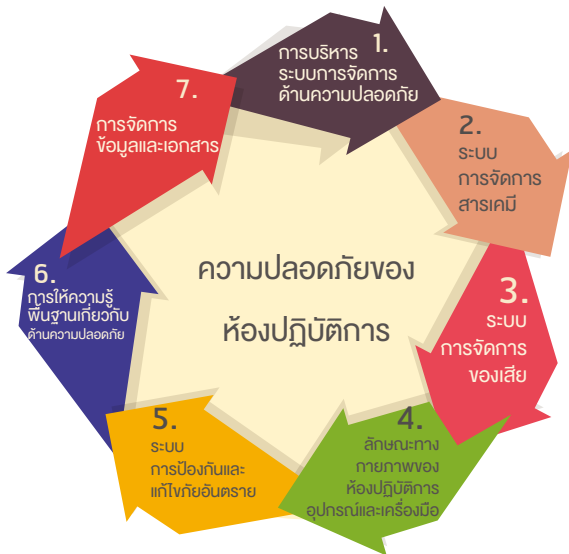 1.
การบริหาร
ระบบการจัดการ
ด้านความปลอดภัย
2.
ระบบ
การจัดการ
สารเคมี
3.
ระบบ
การจัดการ
ของเสีย
4.
ลักษณะทาง
กายภาพของ
ห้องปฏิบัติการ
อุปกรณ์และเครื่องมือ
5.
ระบบ
การป้องกันและ
แก้ไขภัยอันตราย
6.
การให้ความรู้
พื้นฐานเกี่ยวกับ
ด้านความปลอดภัย
7.
การจัดการ
ข้อมูลและเอกสาร
ความปลอดภัยของ
ห้องปฏิบัติการ